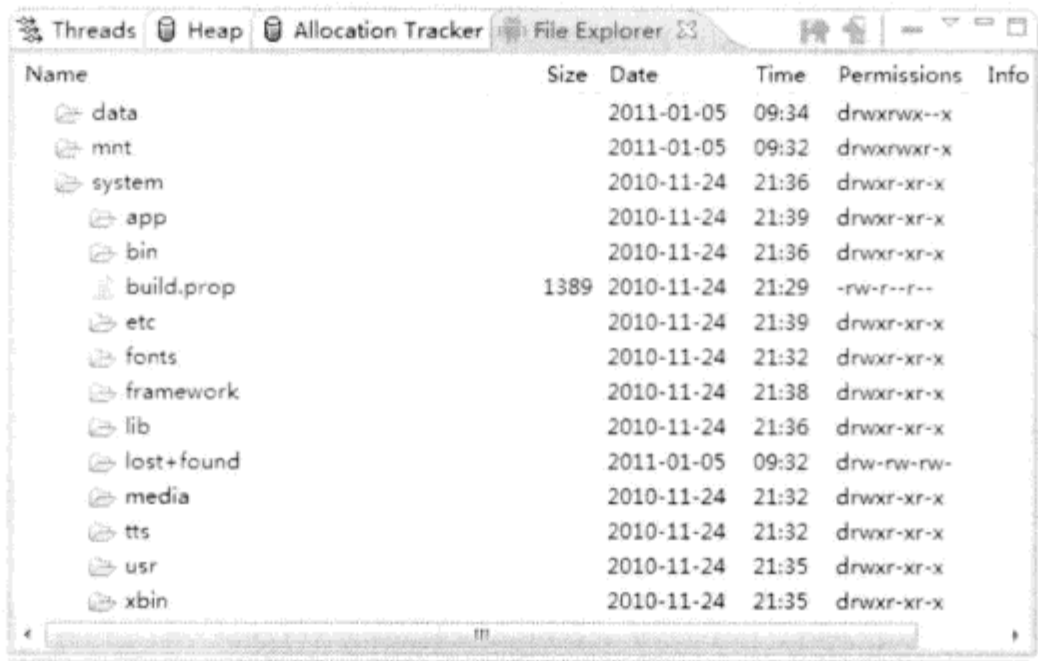 Threads Heap Allocation Tracker File Explorer
Name Size Date Time Permissions Info
data 2011-01-05 09:34 drwxrwx--x
mnt 2011-01-05 09:32 drwxrwxr-x
system 2010-11-24 21:36 drwxr-xr-x
app 2010-11-24 21:39 drwxr-xr-x
bin 2010-11-24 21:36 drwxr-xr-x
build.prop 1389 2010-11-24 21:29 -rw-r--r--
etc 2010-11-24 21:39 drwxr-xr-x
fonts 2010-11-24 21:32 drwxr-xr-x
framework 2010-11-24 21:38 drwxr-xr-x
lib 2010-11-24 21:36 drwxr-xr-x
lost+found 2011-01-05 09:32 drw-rw-rw-
media 2010-11-24 21:32 drwxr-xr-x
tts 2010-11-24 21:32 drwxr-xr-x
usr 2010-11-24 21:35 drwxr-xr-x
xbin 2010-11-24 21:35 drwxr-xr-x